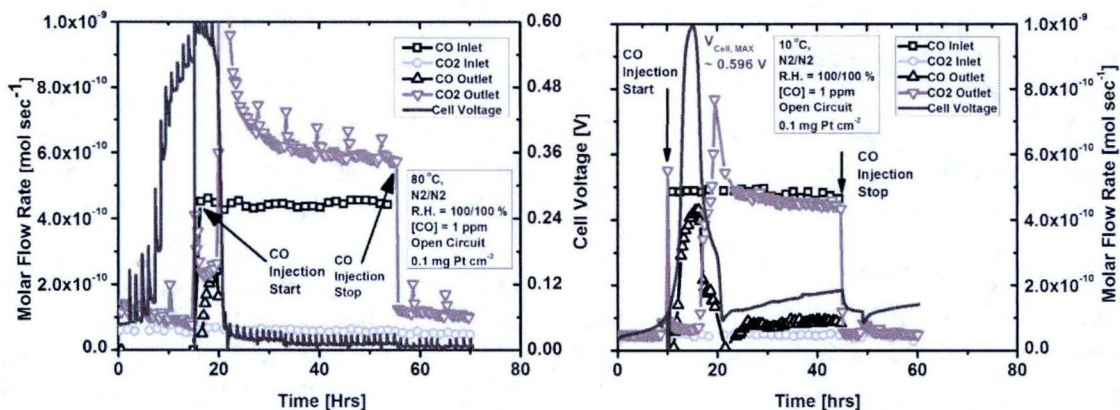 1.0x10⁻⁹
8.0x10⁻¹⁰
6.0x10⁻¹⁰
4.0x10⁻¹⁰
2.0x10⁻¹⁰
0.0
Molar Flow Rate [mol sec⁻¹]
0.60
0.48
0.36
0.24
0.12
0.00
Cell Voltage [V]
CO Inlet
CO2 Inlet
CO Outlet
CO2 Outlet
Cell Voltage
80 °C,
N2/N2
R.H. = 100/100 %
[CO] = 1 ppm
Open Circuit
0.1 mg Pt cm⁻²
CO
Injection
Start
CO
Injection
Stop
0
20
40
60
80
Time [Hrs]
CO
Injection
Start
V Cell, MAX
~ 0.596 V
10 °C,
N2/N2
R.H. = 100/100 %
[CO] = 1 ppm
Open Circuit
0.1 mg Pt cm⁻²
CO Inlet
CO2 Inlet
CO Outlet
CO2 Outlet
Cell Voltage
CO
Injection
Stop
1.0x10⁻⁹
8.0x10⁻¹⁰
6.0x10⁻¹⁰
4.0x10⁻¹⁰
2.0x10⁻¹⁰
0.0
Molar Flow Rate [mol sec⁻¹]
0
20
40
60
80
Time [hrs]